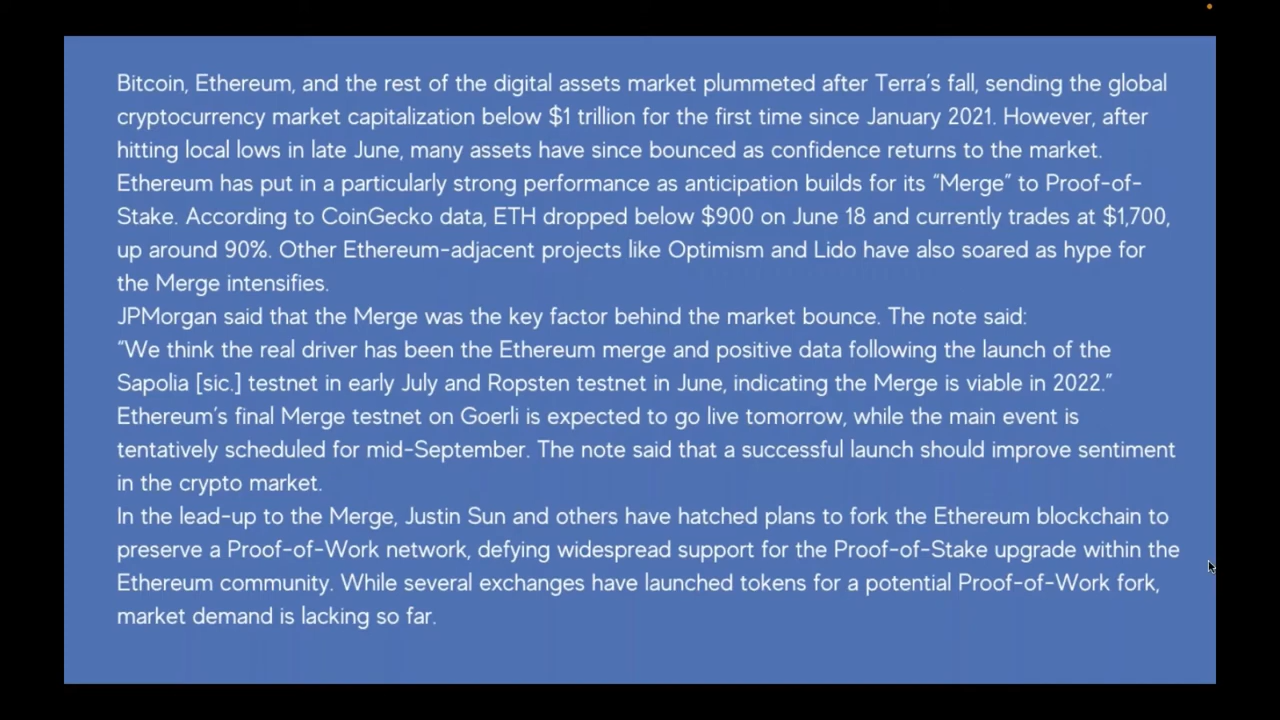 Bitcoin, Ethereum, and the rest of the digital assets market plummeted after Terra’s fall, sending the global
cryptocurrency market capitalization below $1 trillion for the first time since January 2021. However, after
hitting local lows in late June, many assets have since bounced as confidence returns to the market.
Ethereum has put in a particularly strong performance as anticipation builds for its “Merge” to Proof-of-
Stake. According to CoinGecko data, ETH dropped below $900 on June 18 and currently trades at $1,700,
up around 90%. Other Ethereum-adjacent projects like Optimism and Lido have also soared as hype for
the Merge intensifies.
JPMorgan said that the Merge was the key factor behind the market bounce. The note said:
“We think the real driver has been the Ethereum merge and positive data following the launch of the
Sapolia [sic.] testnet in early July and Ropsten testnet in June, indicating the Merge is viable in 2022.”
Ethereum’s final Merge testnet on Goerli is expected to go live tomorrow, while the main event is
tentatively scheduled for mid-September. The note said that a successful launch should improve sentiment
in the crypto market.
In the lead-up to the Merge, Justin Sun and others have hatched plans to fork the Ethereum blockchain to
preserve a Proof-of-Work network, defying widespread support for the Proof-of-Stake upgrade within the
Ethereum community. While several exchanges have launched tokens for a potential Proof-of-Work fork,
market demand is lacking so far.